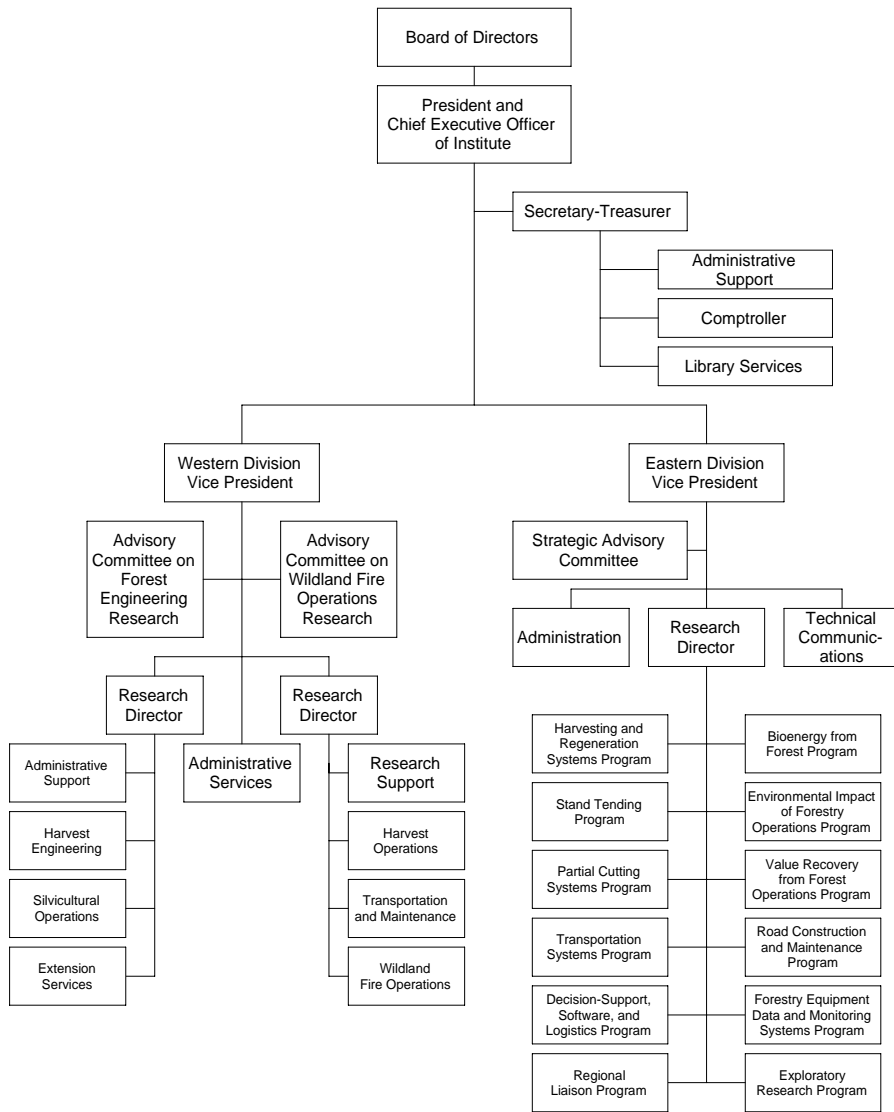 Board of Directors
President and
Chief Executive Officer
of Institute
Secretary-Treasurer
Administrative
Support
Comptroller
Library Services
Western Division
Vice President
Eastern Division
Vice President
Advisory
Committee on
Forest
Engineering
Research
Advisory
Committee on
Wildland Fire
Operations
Research
Strategic Advisory
Committee
Administration
Research
Director
Technical
Communic-
ations
Research
Director
Research
Director
Administrative
Support
Administrative
Services
Research
Support
Harvest
Engineering
Harvest
Operations
Silvicultural
Operations
Transportation
and Maintenance
Extension
Services
Wildland
Fire Operations
Harvesting and
Regeneration
Systems Program
Bioenergy from
Forest Program
Stand Tending
Program
Environmental Impact
of Forestry
Operations Program
Partial Cutting
Systems Program
Value Recovery
from Forest
Operations Program
Transportation
Systems Program
Road Construction
and Maintenance
Program
Decision-Support,
Software, and
Logistics Program
Forestry Equipment
Data and Monitoring
Systems Program
Regional
Liaison Program
Exploratory
Research Program